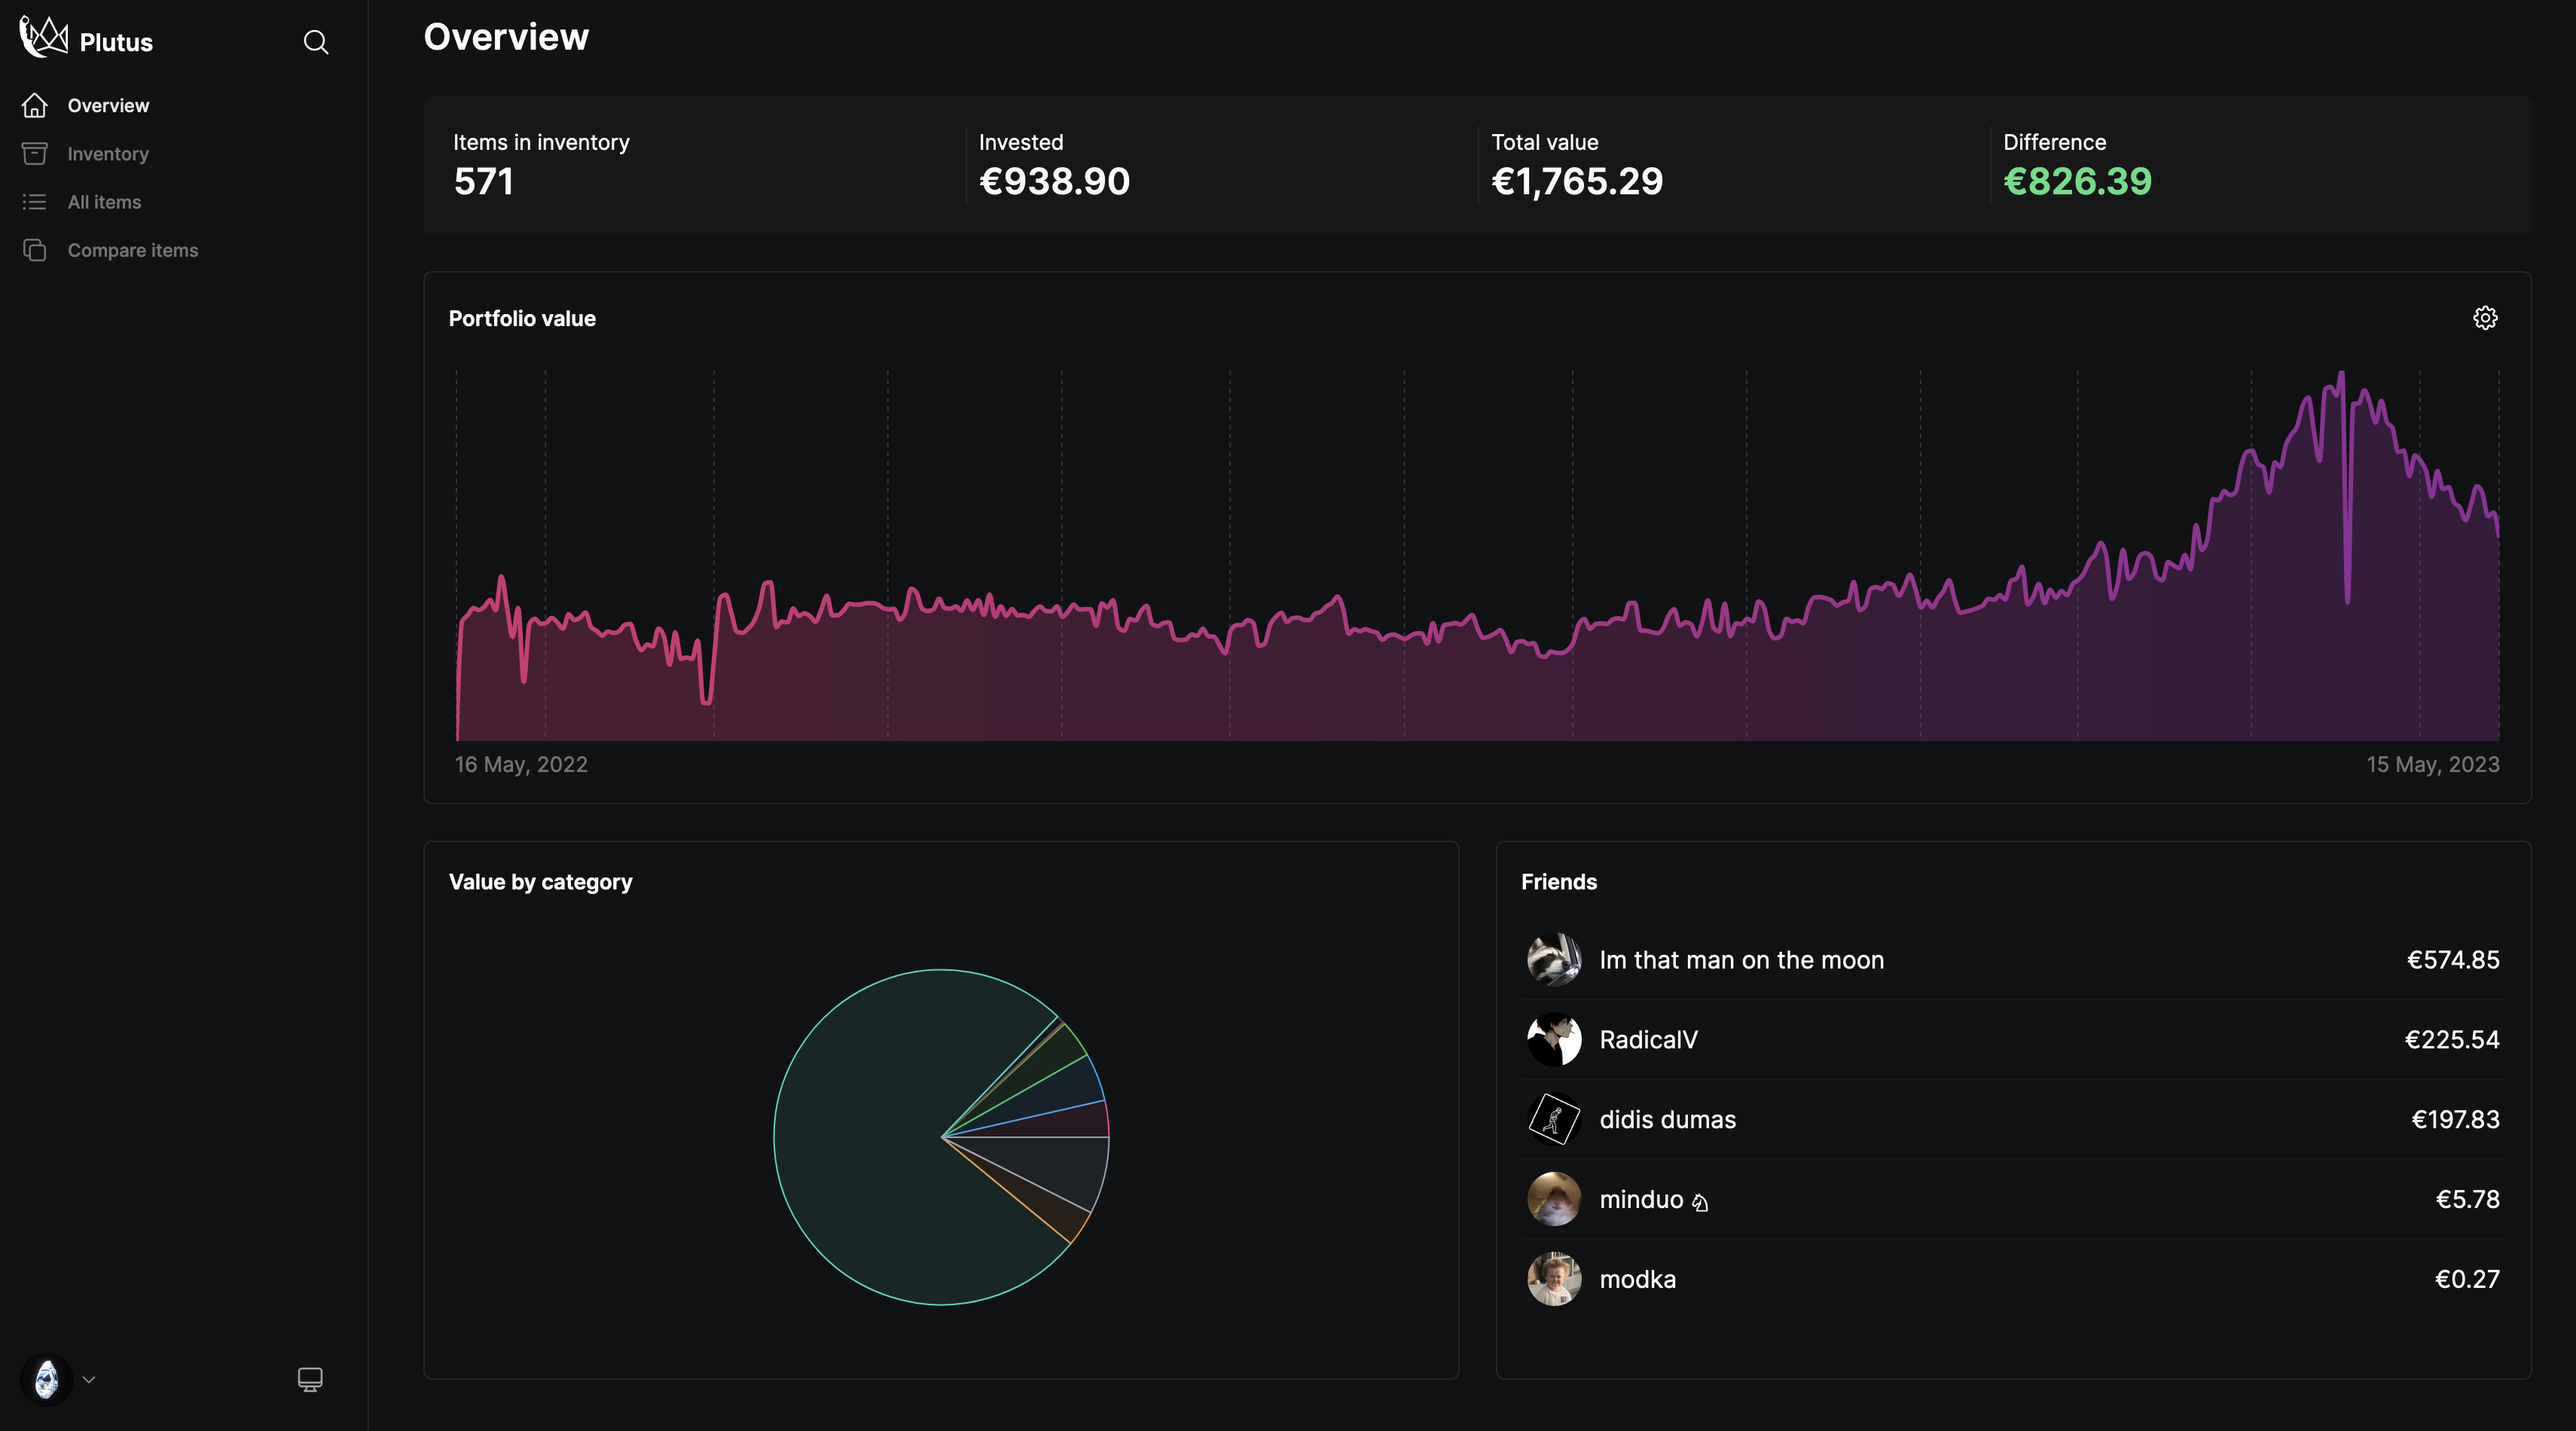 Plutus
Overview
Inventory
All items
Compare items
Overview
Items in inventory
571
Invested
€938.90
Total value
€1,765.29
Difference
€826.39
Portfolio value
16 May, 2022
15 May, 2023
Value by category
Friends
Im that man on the moon €574.85
RadicalV €225.54
didis dumas €197.83
minduo ♘ €5.78
modka €0.27